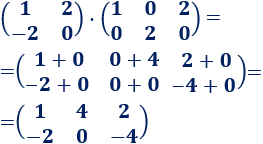 ( 1 2 ) · ( 1 0 2 ) =
( −2 0 ) ( 0 2 0 )
= ( 1 + 0 0 + 4 2 + 0 ) =
( −2 + 0 0 + 0 −4 + 0 )
= ( 1 4 2 )
( −2 0 −4 )